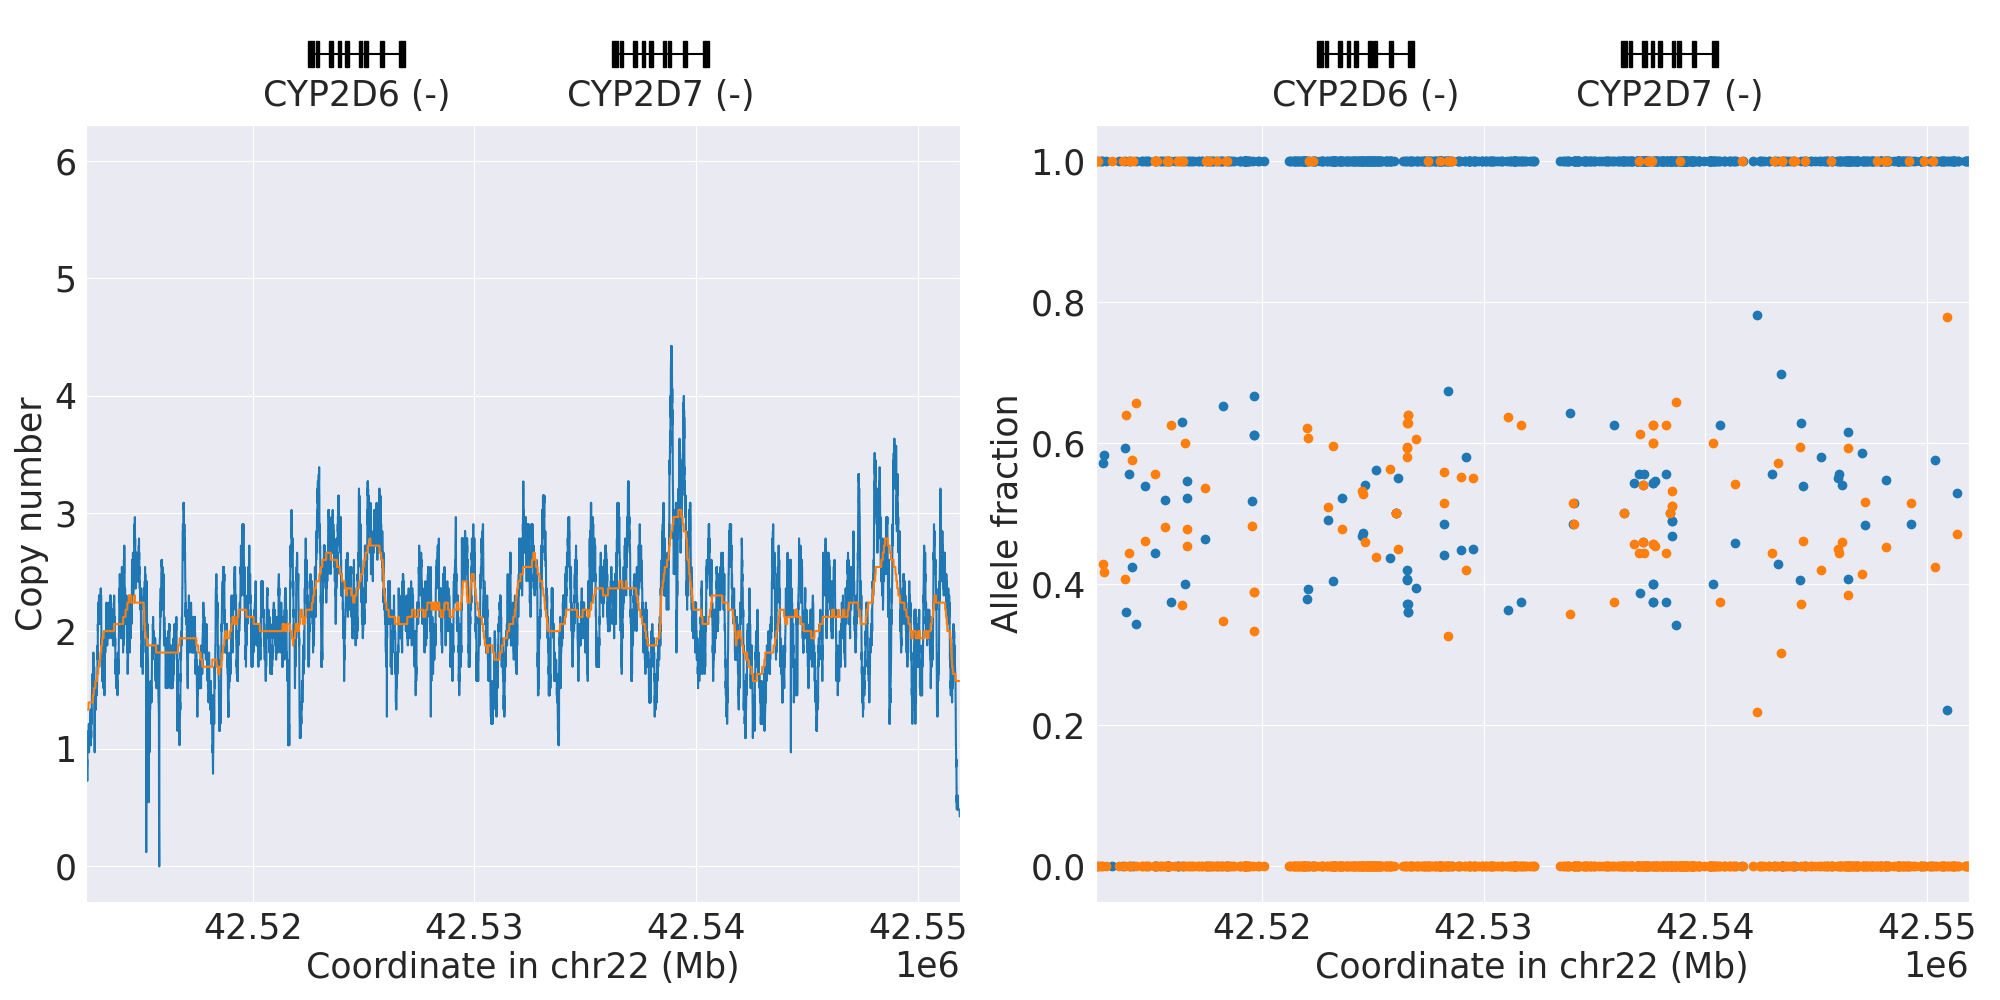 CYP2D6 (-) CYP2D7 (-)
6
5
4
3
2
1
0
Copy number
42.52 42.53 42.54 42.55
Coordinate in chr22 (Mb) 1e6
CYP2D6 (-) CYP2D7 (-)
1.0
0.8
0.6
0.4
0.2
0.0
Allele fraction
42.52 42.53 42.54 42.55
Coordinate in chr22 (Mb) 1e6